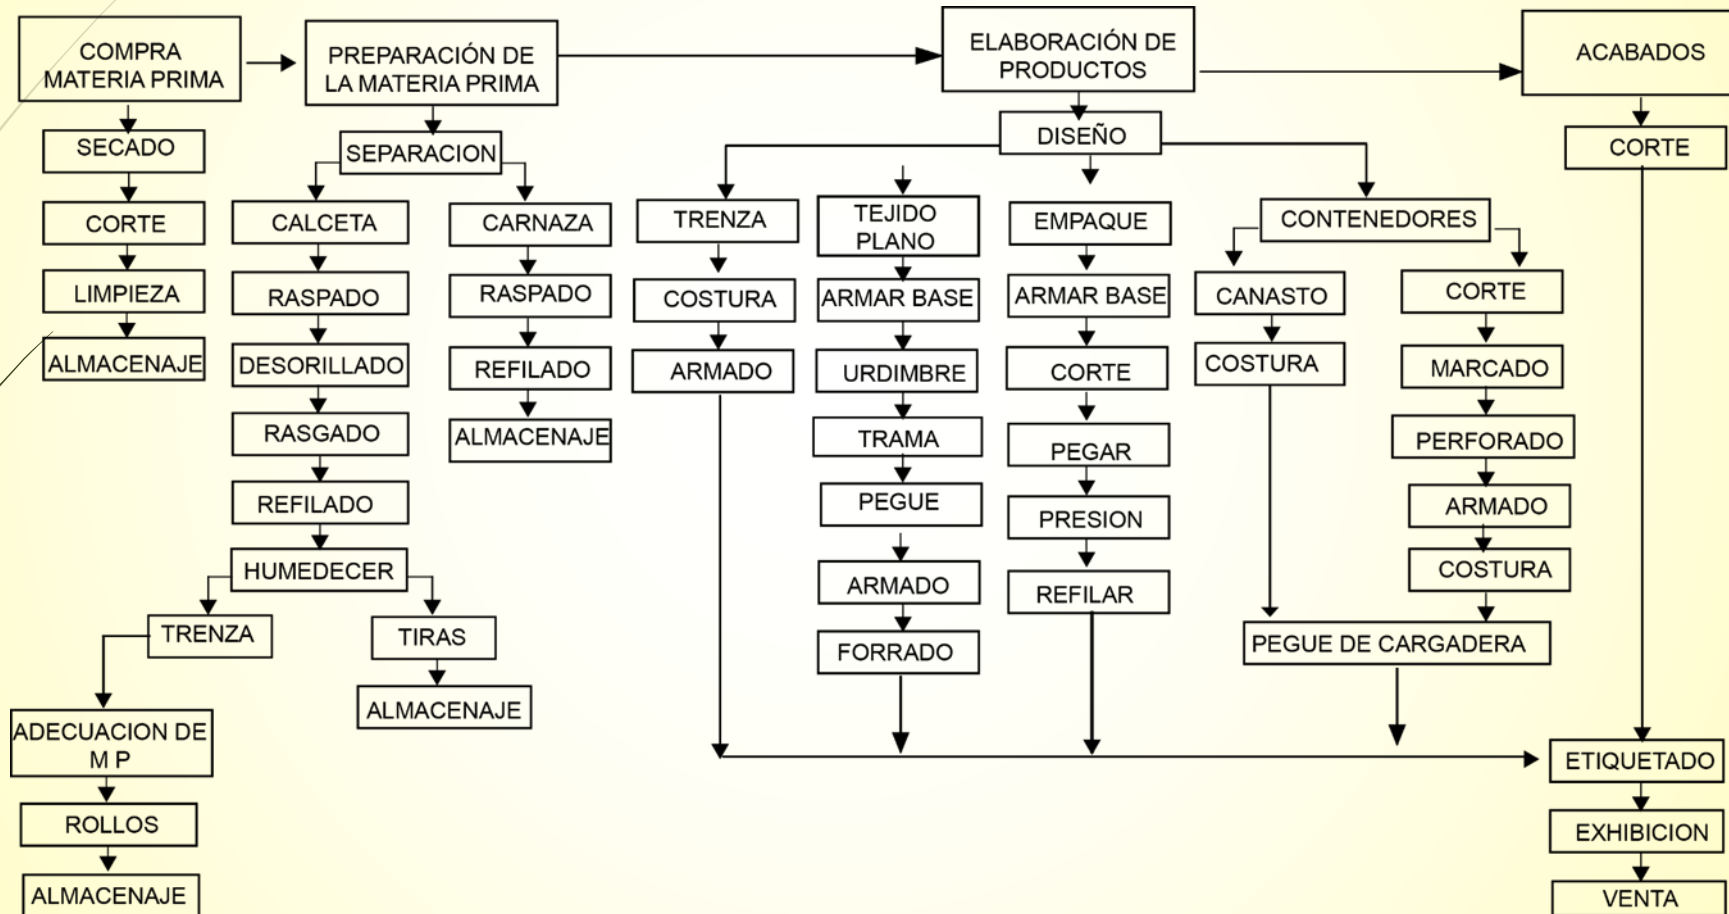 COMPRA
MATERIA PRIMA
SECADO
CORTE
LIMPIEZA
ALMACENAJE
PREPARACIÓN DE
LA MATERIA PRIMA
SEPARACION
CALCETA
RASPADO
DESORILLADO
RASGADO
REFILADO
HUMEDECER
TRENZA
ADECUACION DE
M P
ROLLOS
ALMACENAJE
TIRAS
ALMACENAJE
CARNAZA
RASPADO
REFILADO
ALMACENAJE
ELABORACIÓN DE
PRODUCTOS
DISEÑO
TRENZA
COSTURA
ARMADO
TEJIDO
PLANO
ARMAR BASE
URDIMBRE
TRAMA
PEGUE
ARMADO
FORRADO
EMPAQUE
ARMAR BASE
CORTE
PEGAR
PRESION
REFILAR
CONTENEDORES
CANASTO
COSTURA
CORTE
MARCADO
PERFORADO
ARMADO
COSTURA
PEGUE DE CARGADERA
ACABADOS
CORTE
ETIQUETADO
EXHIBICION
VENTA